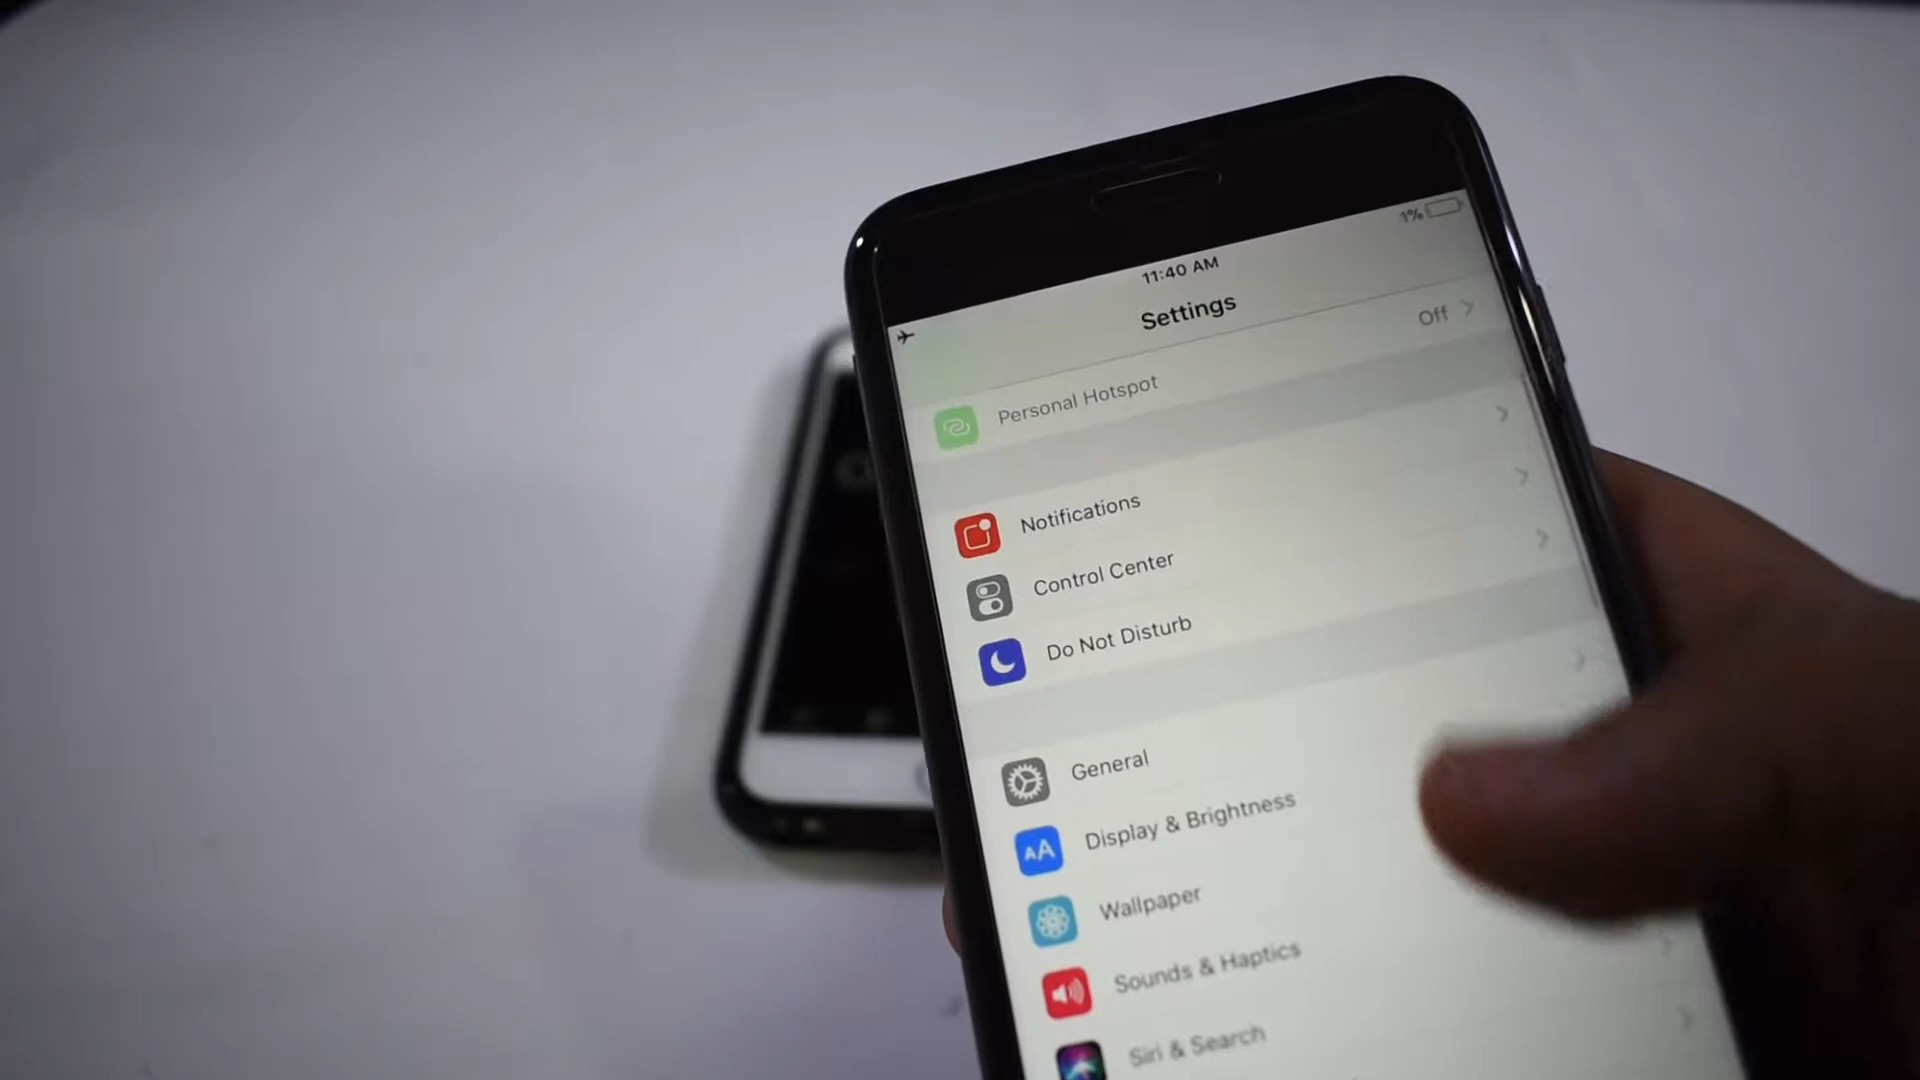 1%
11:40 AM
Settings
Off
Personal Hotspot
Notifications
Control Center
Do Not Disturb
General
AA Display & Brightness
Wallpaper
Sounds & Haptics
Siri & Search